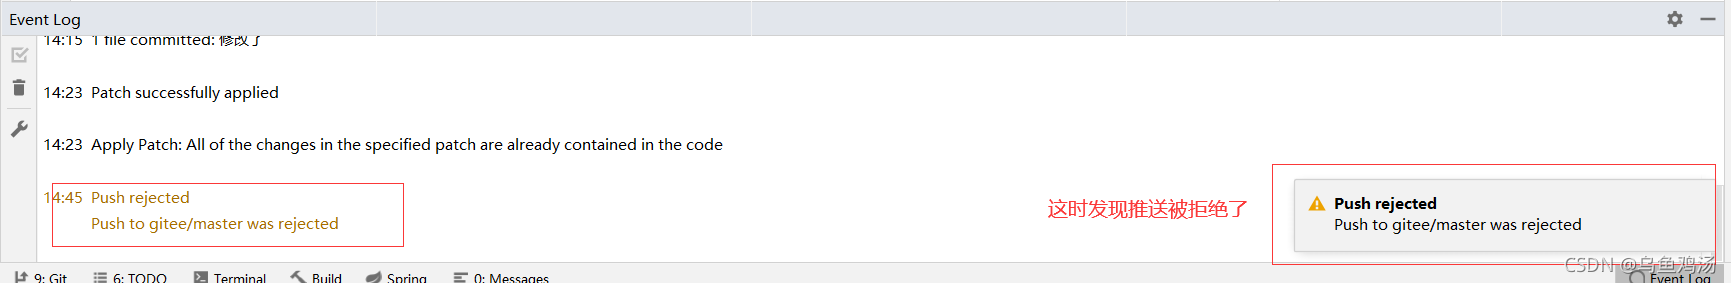 Event Log
14:15 1 file committed: 修改了
14:23 Patch successfully applied
14:23 Apply Patch: All of the changes in the specified patch are already contained in the code
14:45 Push rejected
Push to gitee/master was rejected
这时发现推送被拒绝了
Push rejected
Push to gitee/master was rejected
9: Git 6: TODO Terminal Build Spring 0: Messages Event Log
CSDN @乌鱼鸡汤